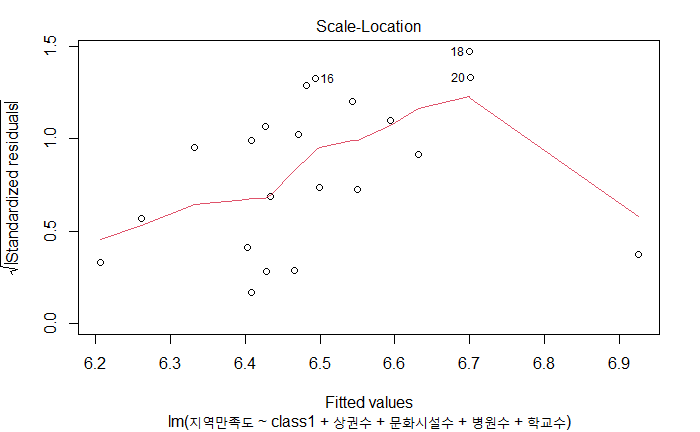 Scale-Location
√|Standardized residuals|
1.5
1.0
0.5
0.0
18
20
16
6.2 6.3 6.4 6.5 6.6 6.7 6.8 6.9
Fitted values
lm(지역만족도 ~ class1 + 상권수 + 문화시설수 + 병원수 + 학교수)